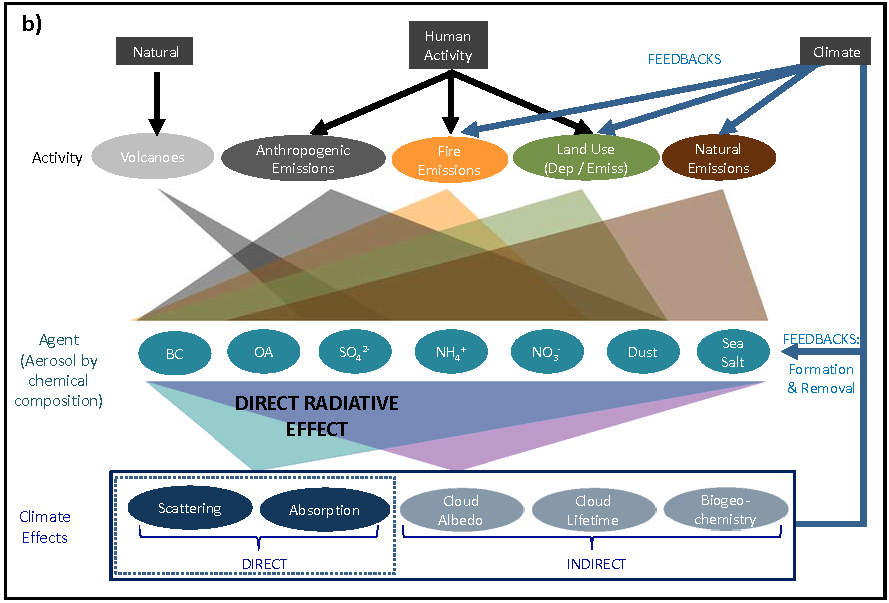 b)
Natural
Human
Activity
FEEDBACKS
Climate
Activity
Volcanoes
Anthropogenic
Emissions
Fire
Emissions
Land Use
(Dep / Emiss)
Natural
Emissions
Agent
(Aerosol by
chemical
composition)
BC
OA
SO₄²⁻
NH₄⁺
NO₃⁻
Dust
Sea
Salt
FEEDBACKS:
Formation
& Removal
DIRECT RADIATIVE
EFFECT
Climate
Effects
Scattering
Absorption
Cloud
Albedo
Cloud
Lifetime
Biogeo-
chemistry
DIRECT
INDIRECT